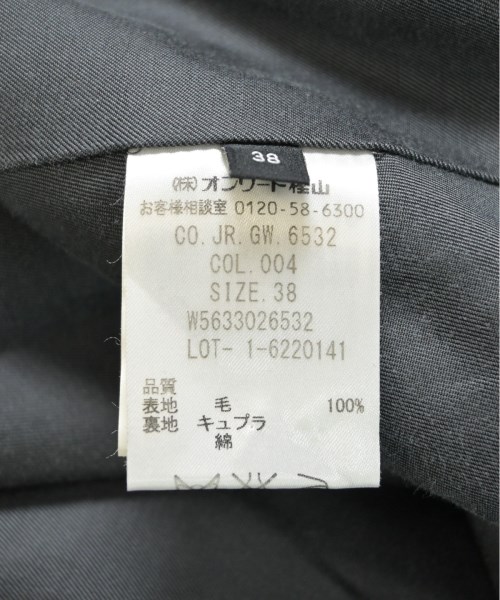 38
(株)オンワード樫山
お客様相談室 0120-58-6300
CO.JR.GW.6532
COL.004
SIZE.38
W5633026532
LOT- 1-6220141
品質
表地 毛 100%
裏地 キュプラ
綿